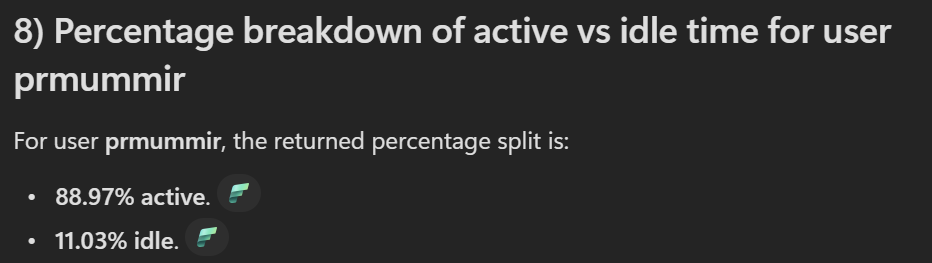 8) Percentage breakdown of active vs idle time for user
prmummir
For user prmummir, the returned percentage split is:
• 88.97% active.
• 11.03% idle.